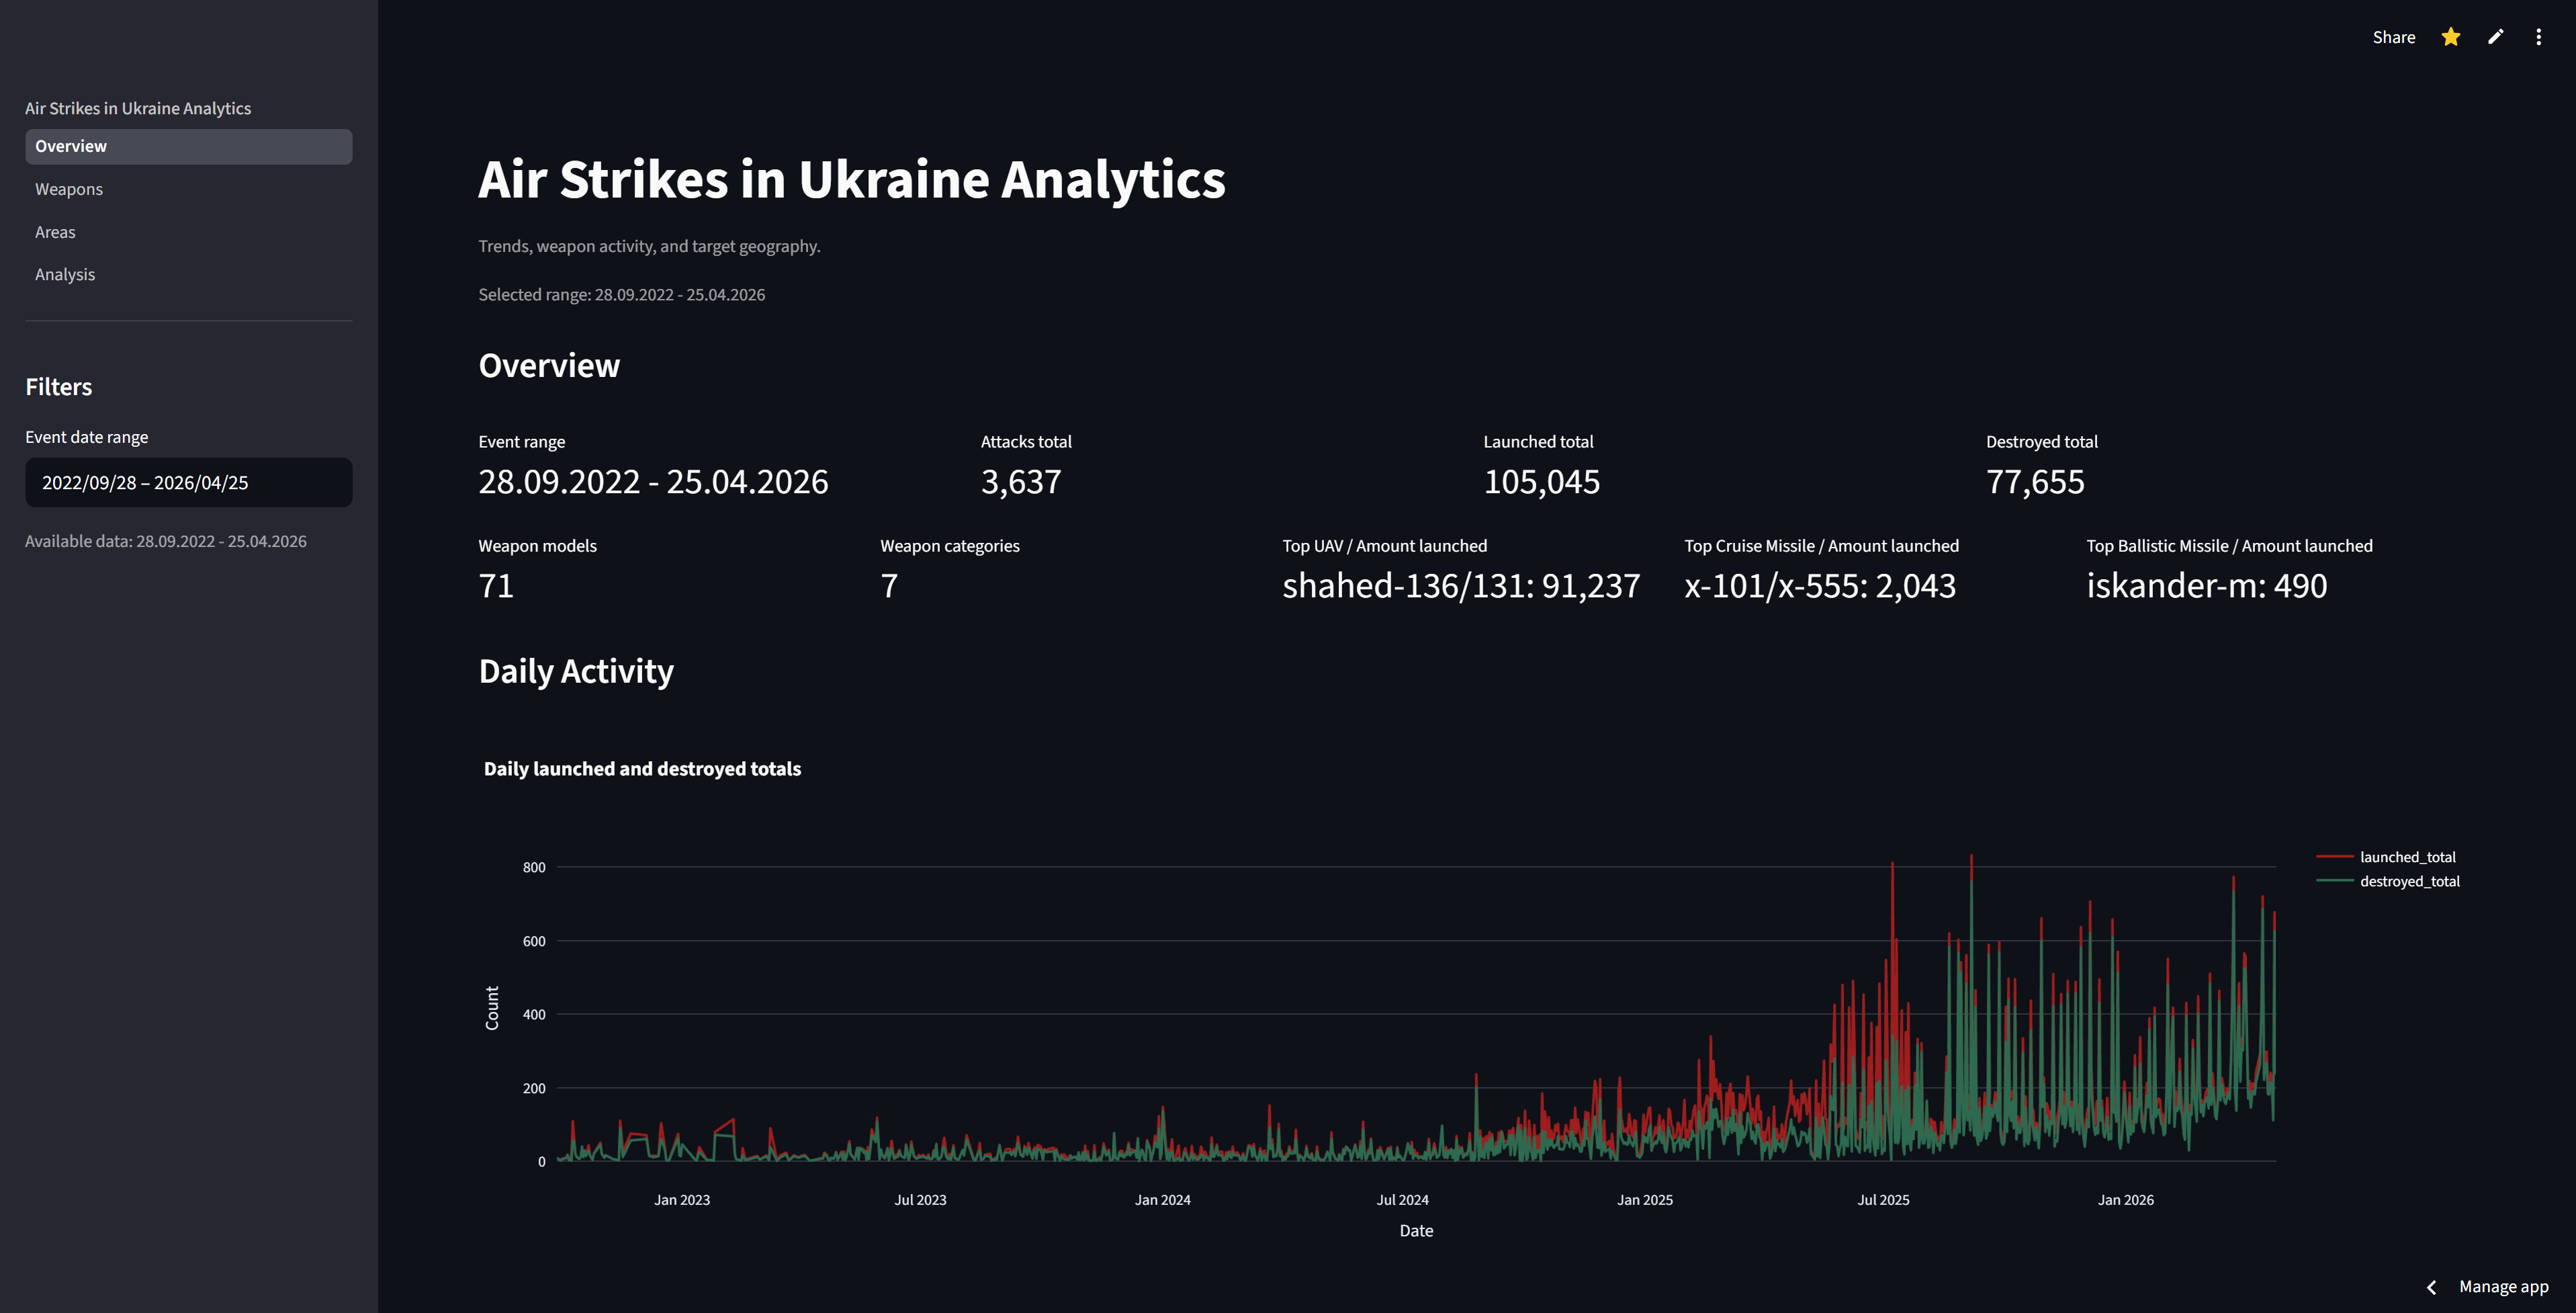 Share
Air Strikes in Ukraine Analytics
Overview
Weapons
Areas
Analysis
Filters
Event date range
2022/09/28 – 2026/04/25
Available data: 28.09.2022 - 25.04.2026
Air Strikes in Ukraine Analytics
Trends, weapon activity, and target geography.
Selected range: 28.09.2022 - 25.04.2026
Overview
Event range
28.09.2022 - 25.04.2026
Attacks total
3,637
Launched total
105,045
Destroyed total
77,655
Weapon models
71
Weapon categories
7
Top UAV / Amount launched
shahed-136/131: 91,237
Top Cruise Missile / Amount launched
x-101/x-555: 2,043
Top Ballistic Missile / Amount launched
iskander-m: 490
Daily Activity
Daily launched and destroyed totals
launched_total
destroyed_total
Count
800
600
400
200
0
Jan 2023
Jul 2023
Jan 2024
Jul 2024
Jan 2025
Jul 2025
Jan 2026
Date
Manage app